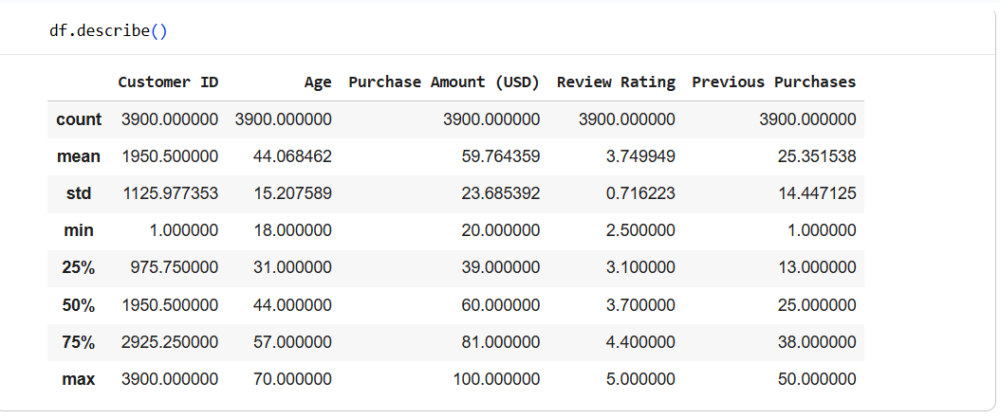 df.describe()
Customer ID Age Purchase Amount (USD) Review Rating Previous Purchases
count 3900.000000 3900.000000 3900.000000 3900.000000 3900.000000
mean 1950.500000 44.068462 59.764359 3.749949 25.351538
std 1125.977353 15.207589 23.685392 0.716223 14.447125
min 1.000000 18.000000 20.000000 2.500000 1.000000
25% 975.750000 31.000000 39.000000 3.100000 13.000000
50% 1950.500000 44.000000 60.000000 3.700000 25.000000
75% 2925.250000 57.000000 81.000000 4.400000 38.000000
max 3900.000000 70.000000 100.000000 5.000000 50.000000